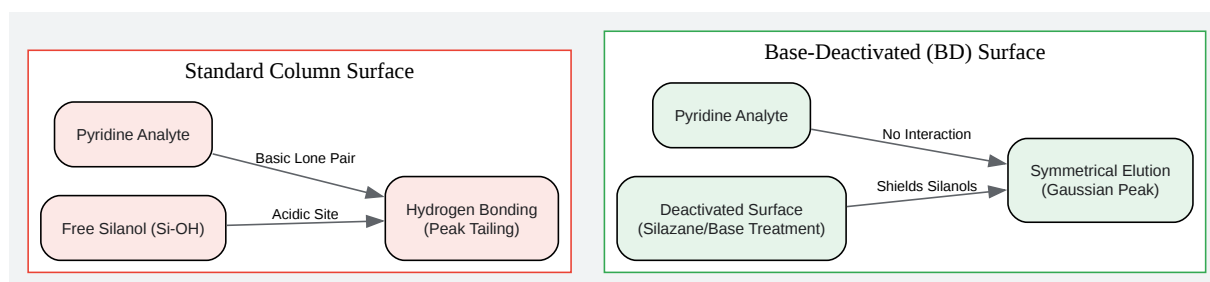 Standard Column Surface
Pyridine Analyte
Basic Lone Pair
Free Silanol (Si-OH)
Acidic Site
Hydrogen Bonding
(Peak Tailing)
Base-Deactivated (BD) Surface
Pyridine Analyte
No Interaction
Deactivated Surface
(Silazane/Base Treatment)
Shields Silanols
Symmetrical Elution
(Gaussian Peak)